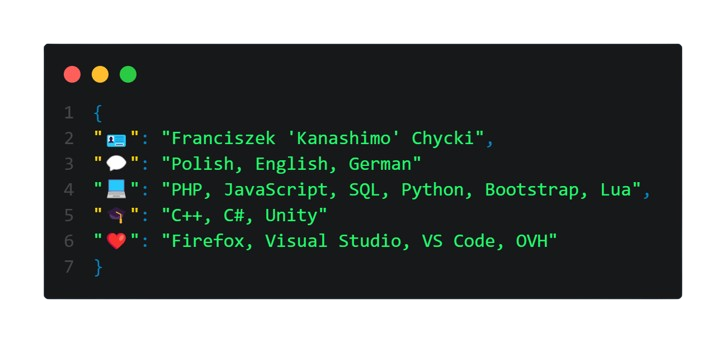 1 {
2 "🪪": "Franciszek 'Kanashimo' Chycki",
3 "💬": "Polish, English, German"
4 "💻": "PHP, JavaScript, SQL, Python, Bootstrap, Lua",
5 "🎓": "C++, C#, Unity"
6 "❤️": "Firefox, Visual Studio, VS Code, OVH"
7 }